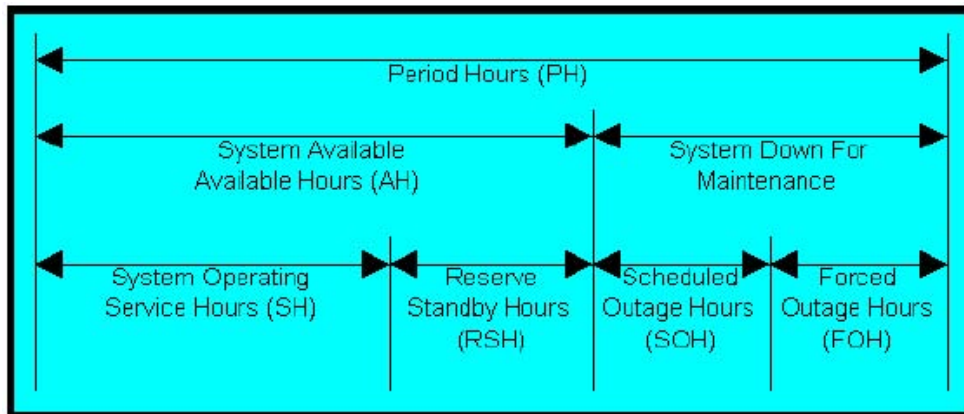 Period Hours (PH)
System Available
Available Hours (AH)
System Down For
Maintenance
System Operating
Service Hours (SH)
Reserve
Standby Hours
(RSH)
Scheduled
Outage Hours
(SOH)
Forced
Outage Hours
(FOH)